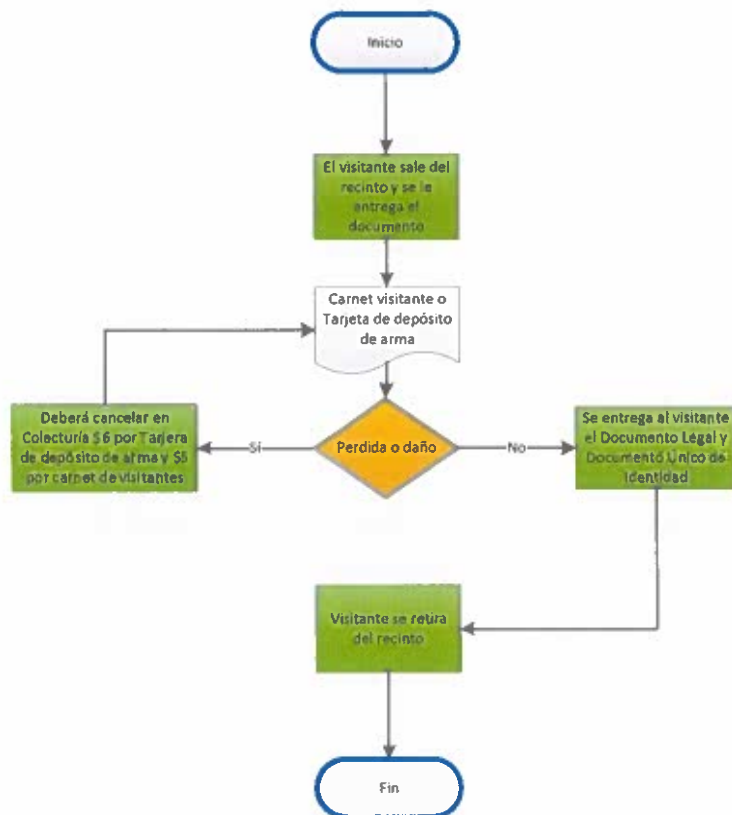 Inicio
El visitante sale del
recinto y se le
entrega el
documento
Carnet visitante o
Tarjeta de depósito
de arma
Deberá cancelar en
Colecturía $6 por Tarjera
de depósito de arma y $5
por carnet de visitantes
Sí
Perdida o daño
No
Se entrega al visitante
el Documento Légal y
Documento Único de
Identidad
Visitante se retira
del recinto
Fin